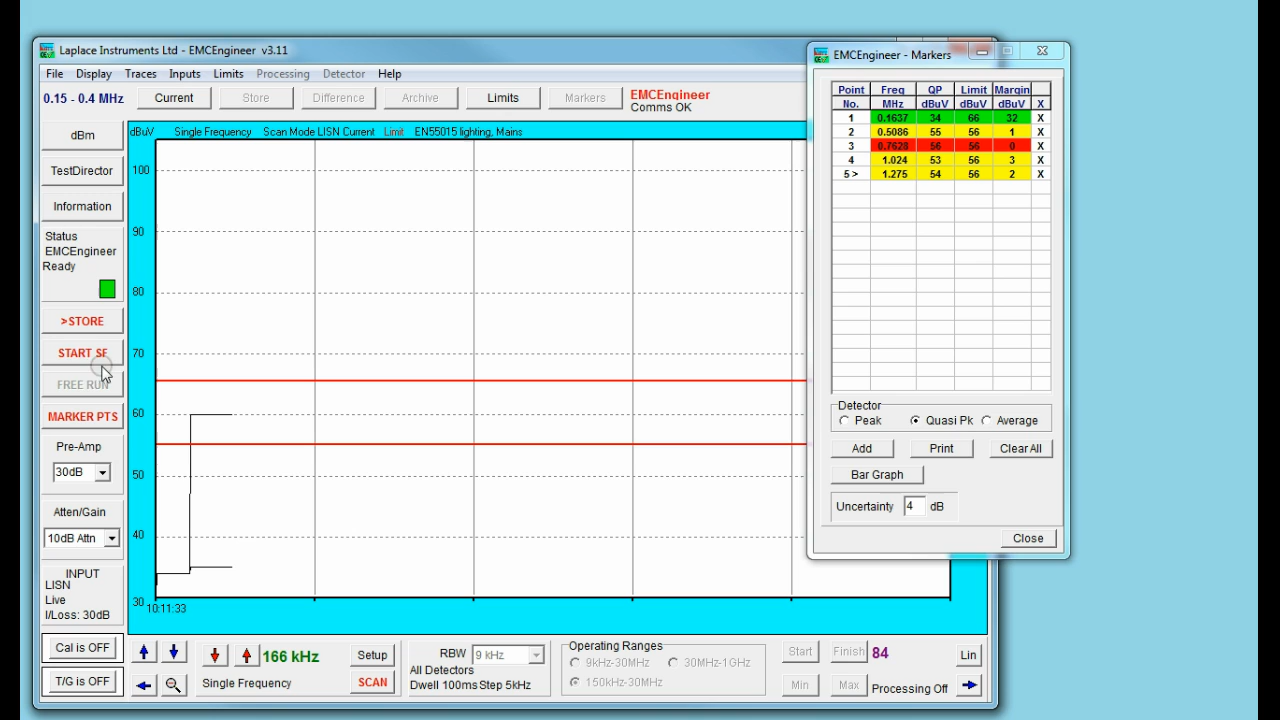 Laplace Instruments Ltd - EMCEngineer v3.11
File Display Traces Inputs Limits Processing Detector Help
0.15 - 0.4 MHz Current Store Difference Archive Limits Markers EMCEngineer
Comms OK
dBm
TestDirector
Information
Status
EMCEngineer
Ready
>STORE
START SF
FREE RUN
MARKER PTS
Pre-Amp
30dB
Atten/Gain
10dB Attn
INPUT
LISN
Live
I/Loss: 30dB
Cal is OFF
T/G is OFF
dBuV Single Frequency Scan Mode LISN Current Limit EN55015 lighting, Mains
100
90
80
70
60
50
40
30
10:11:33
166 kHz Setup
Single Frequency SCAN
RBW 9 kHz
All Detectors
Dwell 100ms Step 5kHz
Operating Ranges
9kHz-30MHz 30MHz-1GHz
150kHz-30MHz
Start Finish 84 Lin
Min Max Processing Off
EMCEngineer - Markers
Point Freq QP Limit Margin
No. MHz dBuV dBuV dBuV X
1 0.1637 34 66 32 X
2 0.5086 55 56 1 X
3 0.7628 56 56 0 X
4 1.024 53 56 3 X
5 > 1.275 54 56 2 X
Detector
Peak Quasi Pk Average
Add Print Clear All
Bar Graph
Uncertainty 4 dB
Close